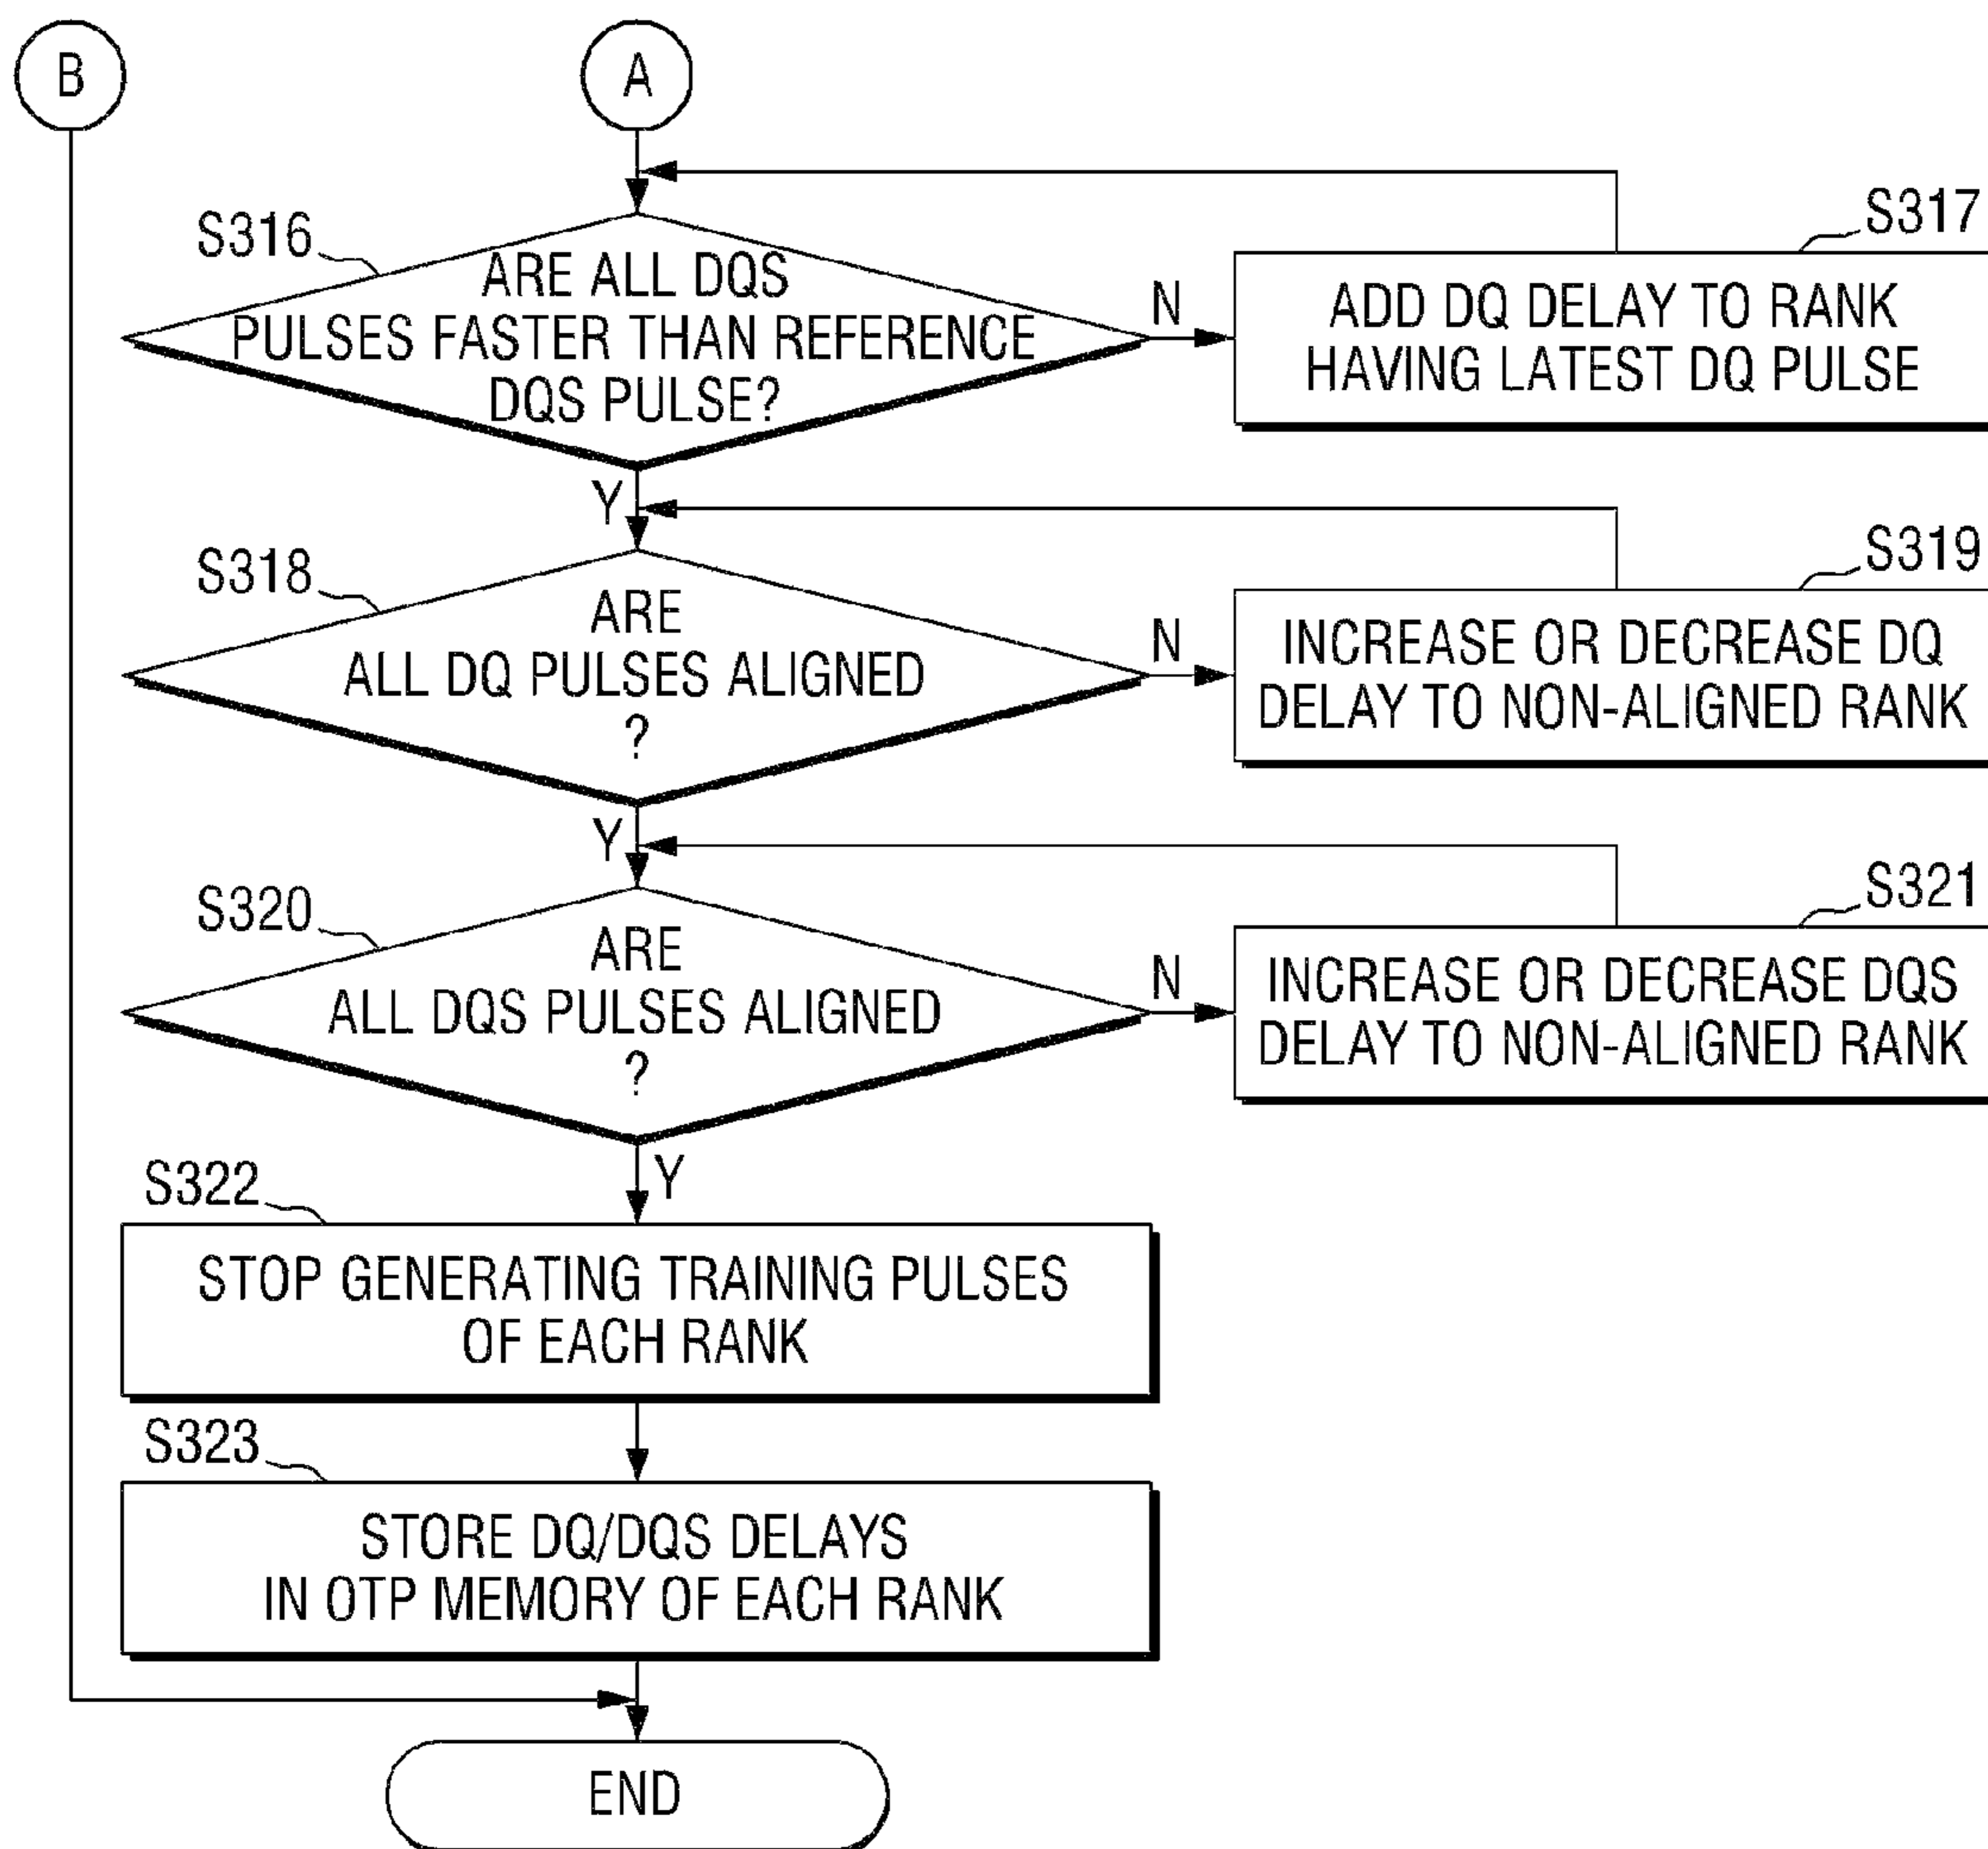 B
A
S316
ARE ALL DQS
PULSES FASTER THAN REFERENCE
DQS PULSE?
N
S317
ADD DQ DELAY TO RANK
HAVING LATEST DQ PULSE
Y
S318
ARE
ALL DQ PULSES ALIGNED
?
N
S319
INCREASE OR DECREASE DQ
DELAY TO NON-ALIGNED RANK
Y
S320
ARE
ALL DQS PULSES ALIGNED
?
N
S321
INCREASE OR DECREASE DQS
DELAY TO NON-ALIGNED RANK
Y
S322
STOP GENERATING TRAINING PULSES
OF EACH RANK
S323
STORE DQ/DQS DELAYS
IN OTP MEMORY OF EACH RANK
END